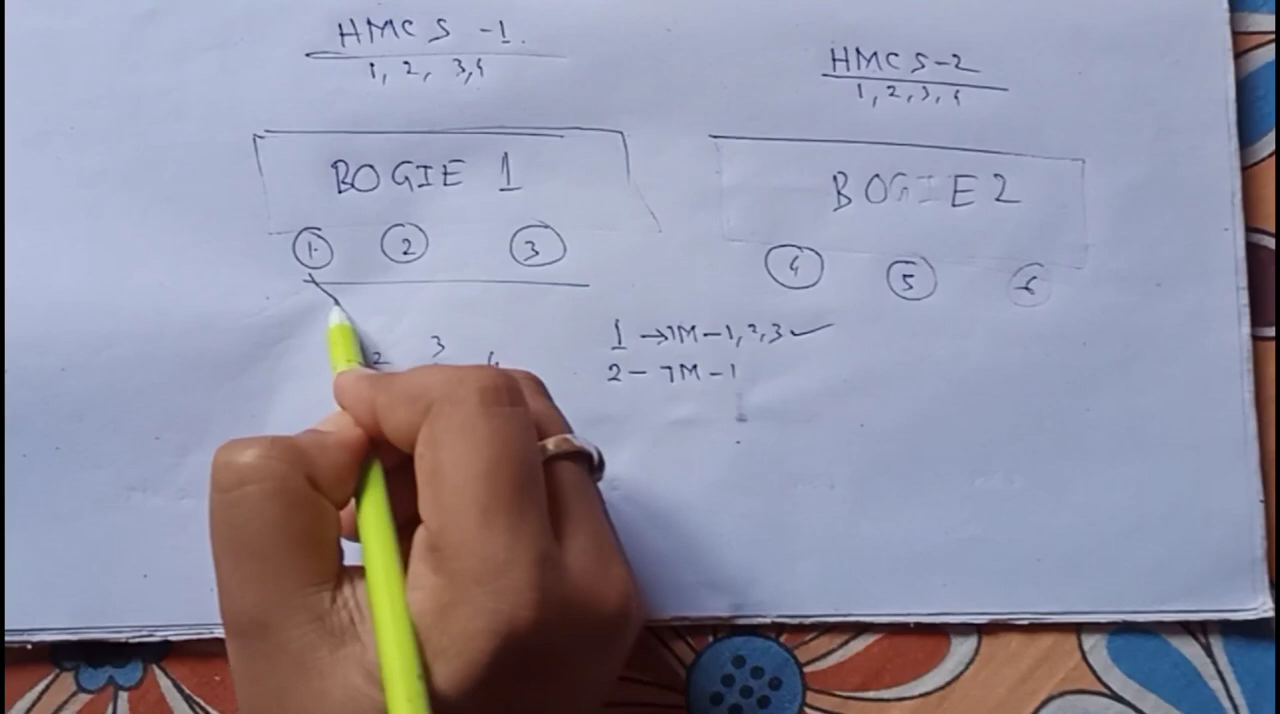 HMCS -1.
1, 2, 3, 4
HMCS-2
1, 2, 3, 4
BOGIE 1
BOGIE 2
1 2 3
4 5 6
2 3 4
1 → TM - 1, 2, 3 ✓
2 - TM - 1